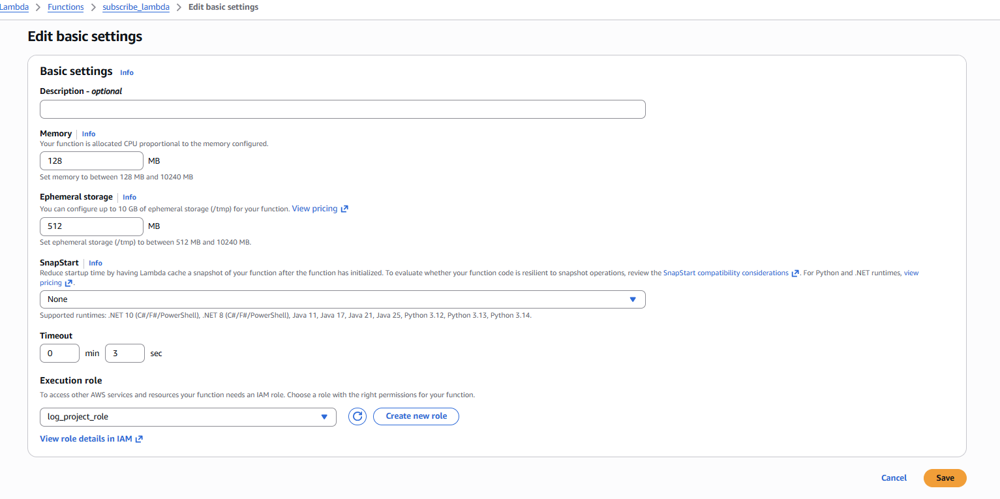 Lambda > Functions > subscribe_lambda > Edit basic settings
Edit basic settings
Basic settings Info
Description - optional
Memory Info
Your function is allocated CPU proportional to the memory configured.
128 MB
Set memory to between 128 MB and 10240 MB
Ephemeral storage Info
You can configure up to 10 GB of ephemeral storage (/tmp) for your function. View pricing
512 MB
Set ephemeral storage (/tmp) to between 512 MB and 10240 MB.
SnapStart Info
Reduce startup time by having Lambda cache a snapshot of your function after the function has initialized. To evaluate whether your function code is resilient to snapshot operations, review the SnapStart compatibility considerations . For Python and .NET runtimes, view
pricing .
None
Supported runtimes: .NET 10 (C#/F#/PowerShell), .NET 8 (C#/F#/PowerShell), Java 11, Java 17, Java 21, Java 25, Python 3.12, Python 3.13, Python 3.14.
Timeout
0 min 3 sec
Execution role
To access other AWS services and resources your function needs an IAM role. Choose a role with the right permissions for your function.
log_project_role Create new role
View role details in IAM
Cancel Save